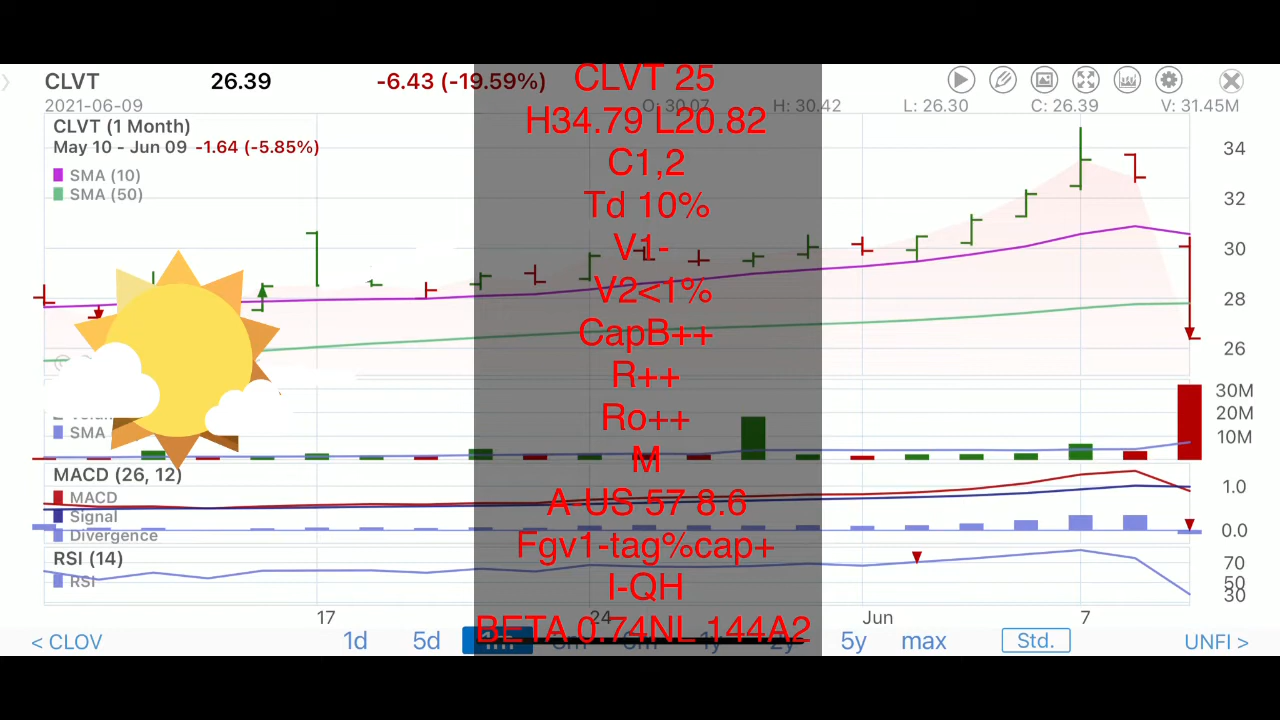 CLVT 26.39 -6.43 (-19.59%)
2021-06-09 O: 30.07 H: 30.42 L: 26.30 C: 26.39 V: 31.45M
CLVT (1 Month)
May 10 - Jun 09 -1.64 (-5.85%)
SMA (10)
SMA (50)
34
32
30
28
26
CLVT 25
H34.79 L20.82
C1,2
Td 10%
V1-
V2<1%
CapB++
R++
Ro++
M
A US 57 8.6
Fgv1-tag%cap+
I-QH
BETA 0.74NL 144A2
30M
20M
10M
SMA
MACD (26, 12)
MACD
Signal
Divergence
1.0
0.0
RSI (14)
RSI
70
50
30
17 24 Jun 7
< CLOV 1d 5d 1m 3m 1y 2y 5y max Std. UNFI >